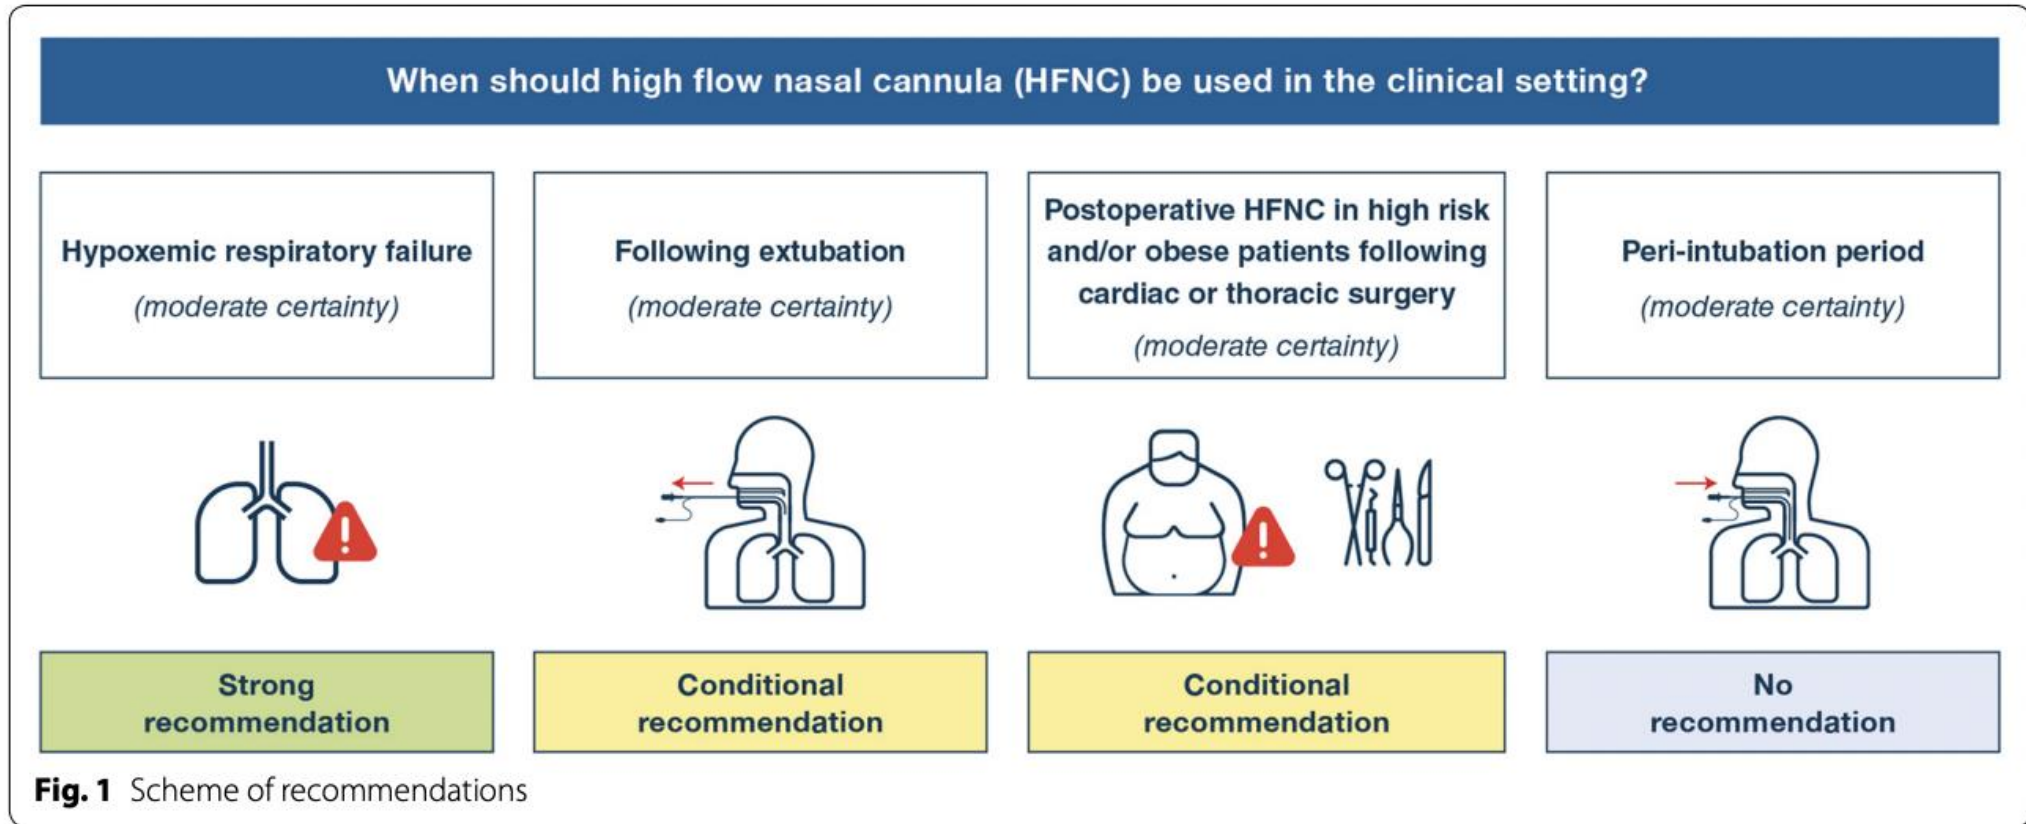 When should high flow nasal cannula (HFNC) be used in the clinical setting?
Hypoxemic respiratory failure
(moderate certainty)
Following extubation
(moderate certainty)
Postoperative HFNC in high risk
and/or obese patients following
cardiac or thoracic surgery
(moderate certainty)
Peri-intubation period
(moderate certainty)
Strong
recommendation
Conditional
recommendation
Conditional
recommendation
No
recommendation
Fig. 1 Scheme of recommendations